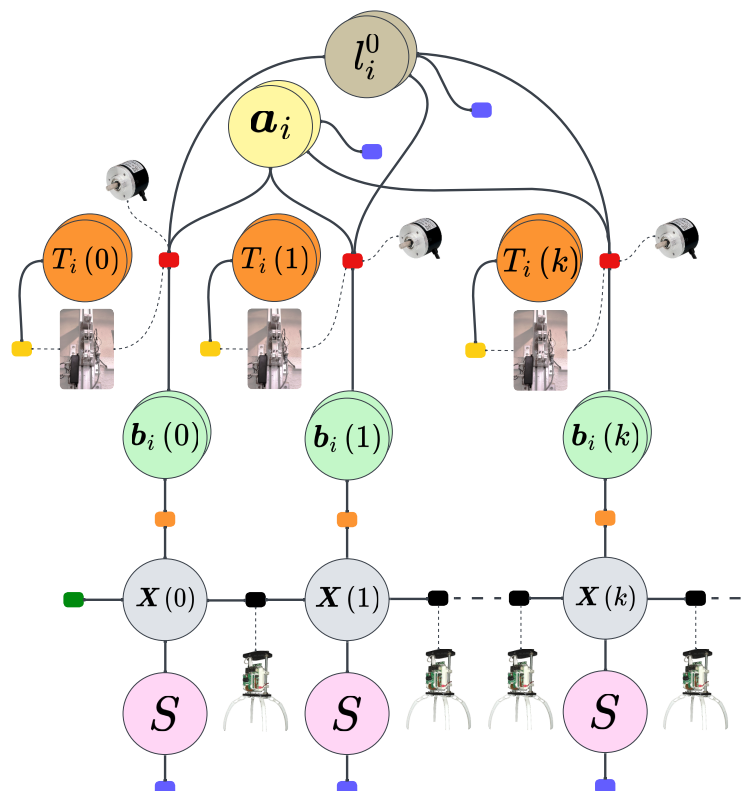 l_i^0
a_i
T_i (0)
T_i (1)
T_i (k)
b_i (0)
b_i (1)
b_i (k)
X (0)
X (1)
X (k)
S
S
S